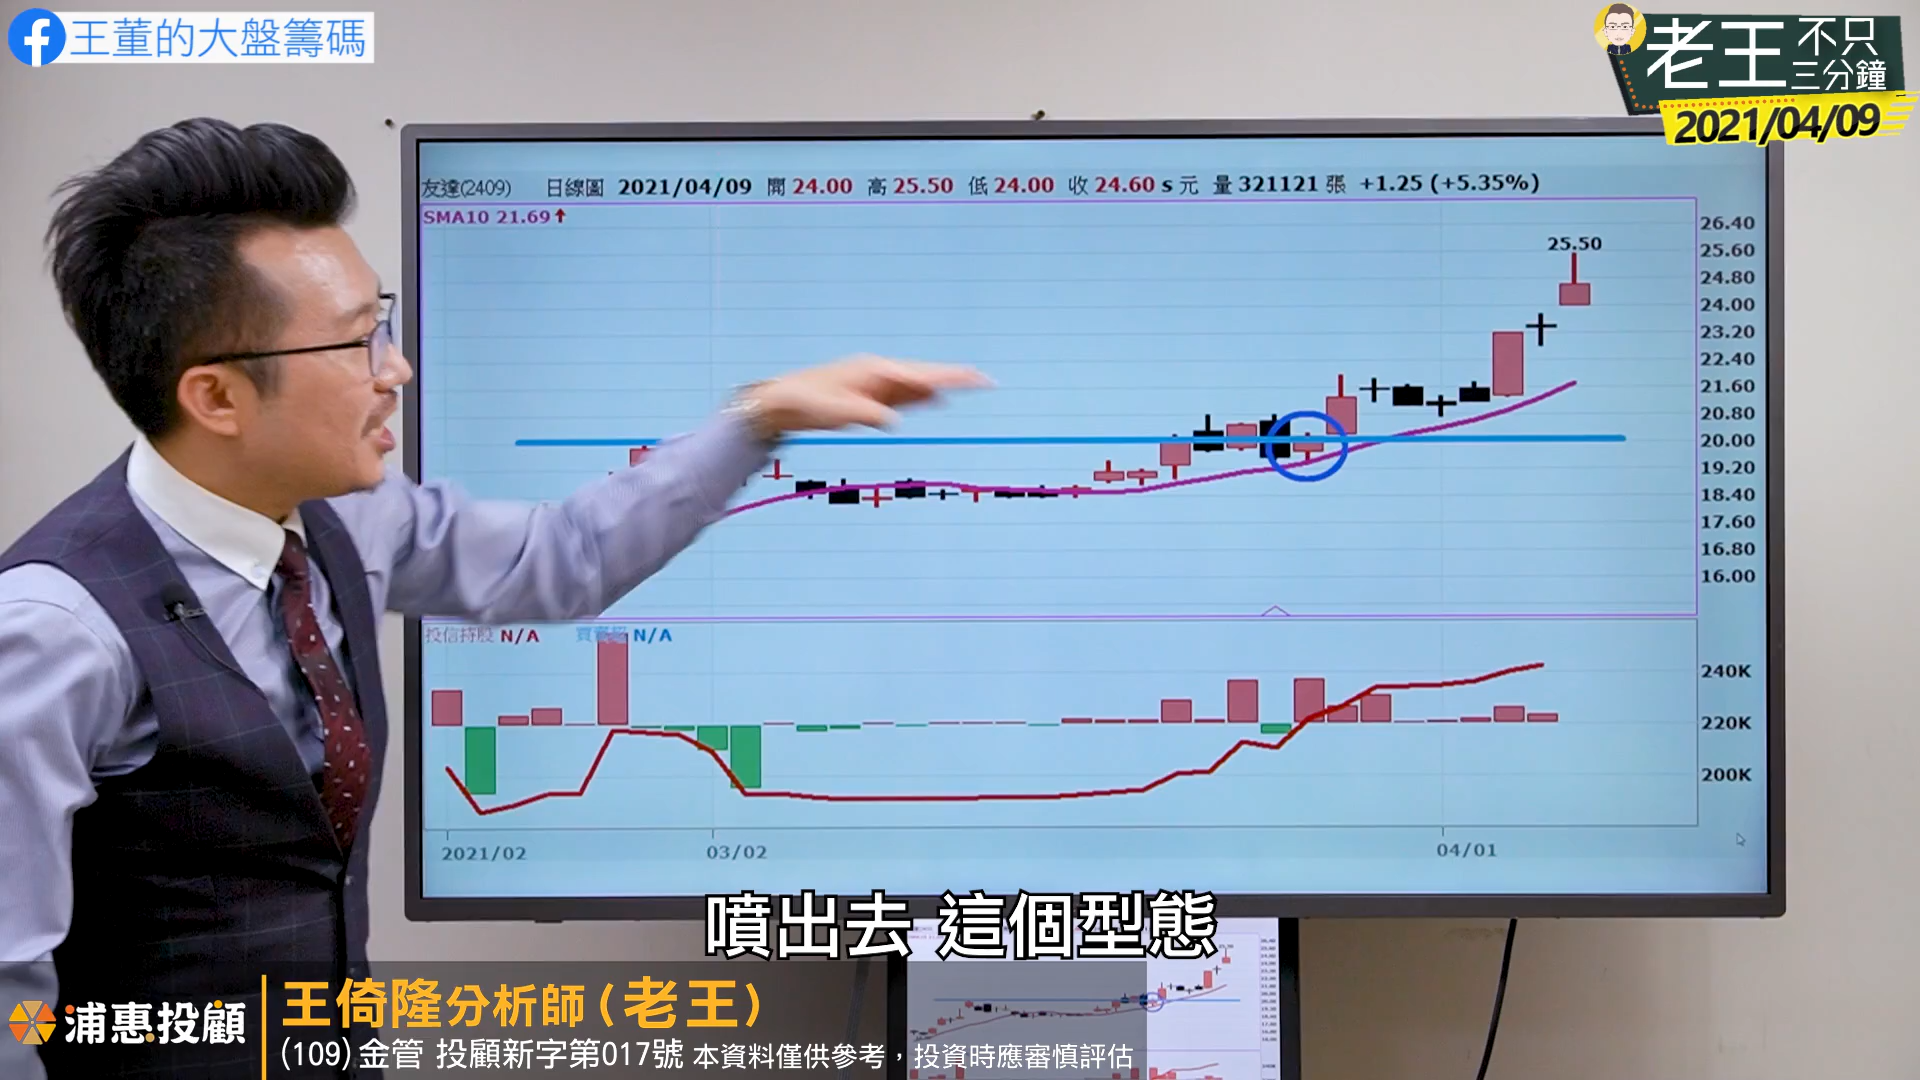 王董的大盤籌碼
老王不只三分鐘
2021/04/09
友達(2409) 日線圖 2021/04/09 開 24.00 高 25.50 低 24.00 收 24.60 s 元 量 321121 張 +1.25 (+5.35%)
SMA10 21.69↑
25.50
26.40
25.60
24.80
24.00
23.20
22.40
21.60
20.80
20.00
19.20
18.40
17.60
16.80
16.00
投信持股 N/A 買賣超 N/A
240K
220K
200K
2021/02 03/02 04/01
噴出去 這個型態
浦惠投顧
王倚隆分析師(老王)
(109)金管 投顧新字第017號 本資料僅供參考，投資時應審慎評估